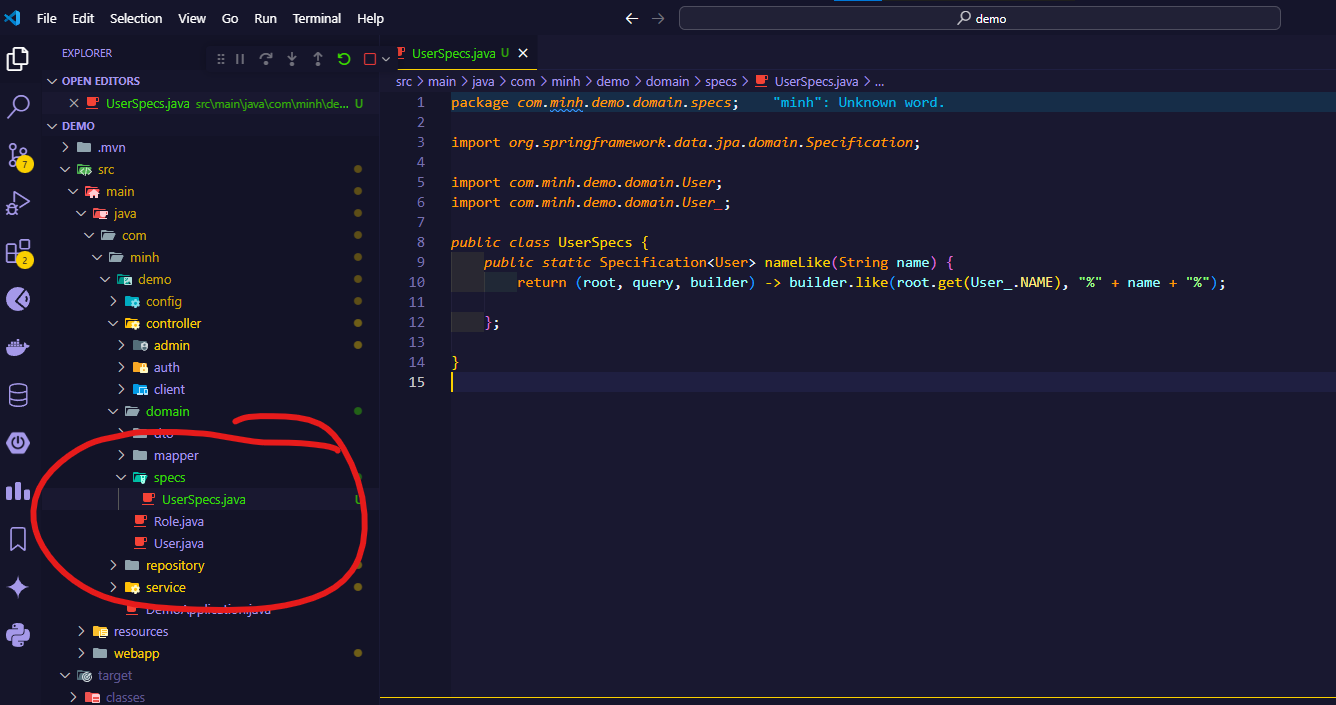 File Edit Selection View Go Run Terminal Help
demo
EXPLORER
OPEN EDITORS
UserSpecs.java src\main\java\com\minh\de... U
DEMO
.mvn
src
main
java
com
minh
demo
config
controller
admin
auth
client
domain
dto
mapper
specs
UserSpecs.java U
Role.java
User.java
repository
service
DemoApplication.java
resources
webapp
target
classes
7
2
UserSpecs.java U
src > main > java > com > minh > demo > domain > specs > UserSpecs.java > ...
1 package com.minh.demo.domain.specs; "minh": Unknown word.
2
3 import org.springframework.data.jpa.domain.Specification;
4
5 import com.minh.demo.domain.User;
6 import com.minh.demo.domain.User_;
7
8 public class UserSpecs {
9 public static Specification<User> nameLike(String name) {
10 return (root, query, builder) -> builder.like(root.get(User_.NAME), "%" + name + "%");
11
12 };
13
14 }
15